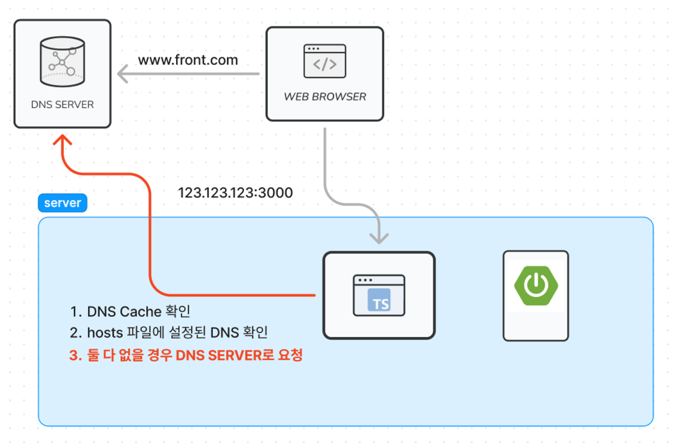 www.front.com
DNS SERVER
</>
WEB BROWSER
123.123.123:3000
server
TS
1. DNS Cache 확인
2. hosts 파일에 설정된 DNS 확인
3. 둘 다 없을 경우 DNS SERVER로 요청